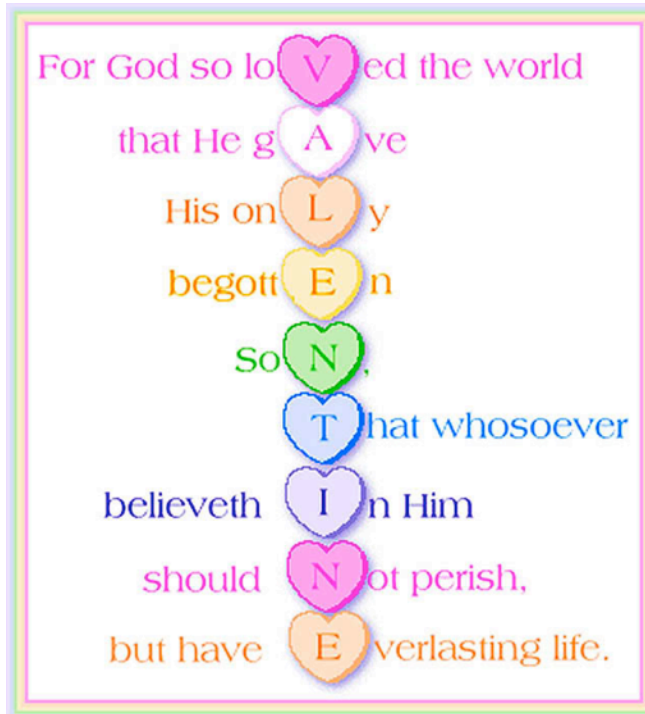 For God so loVed the world
that He gAve
His onLy
begottEn
SoN,
That whosoever
believeth In Him
should Not perish,
but have Everlasting life.